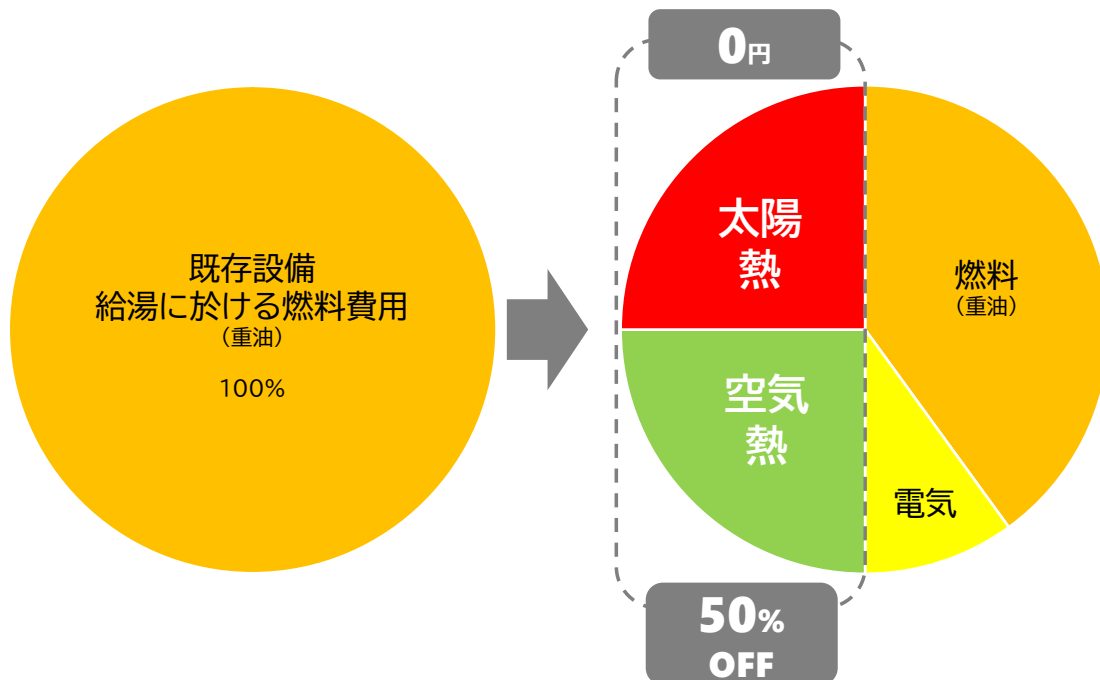 既存設備
給湯に於ける燃料費用
（重油）
100%
0円
太陽
熱
燃料
（重油）
空気
熱
電気
50%
OFF